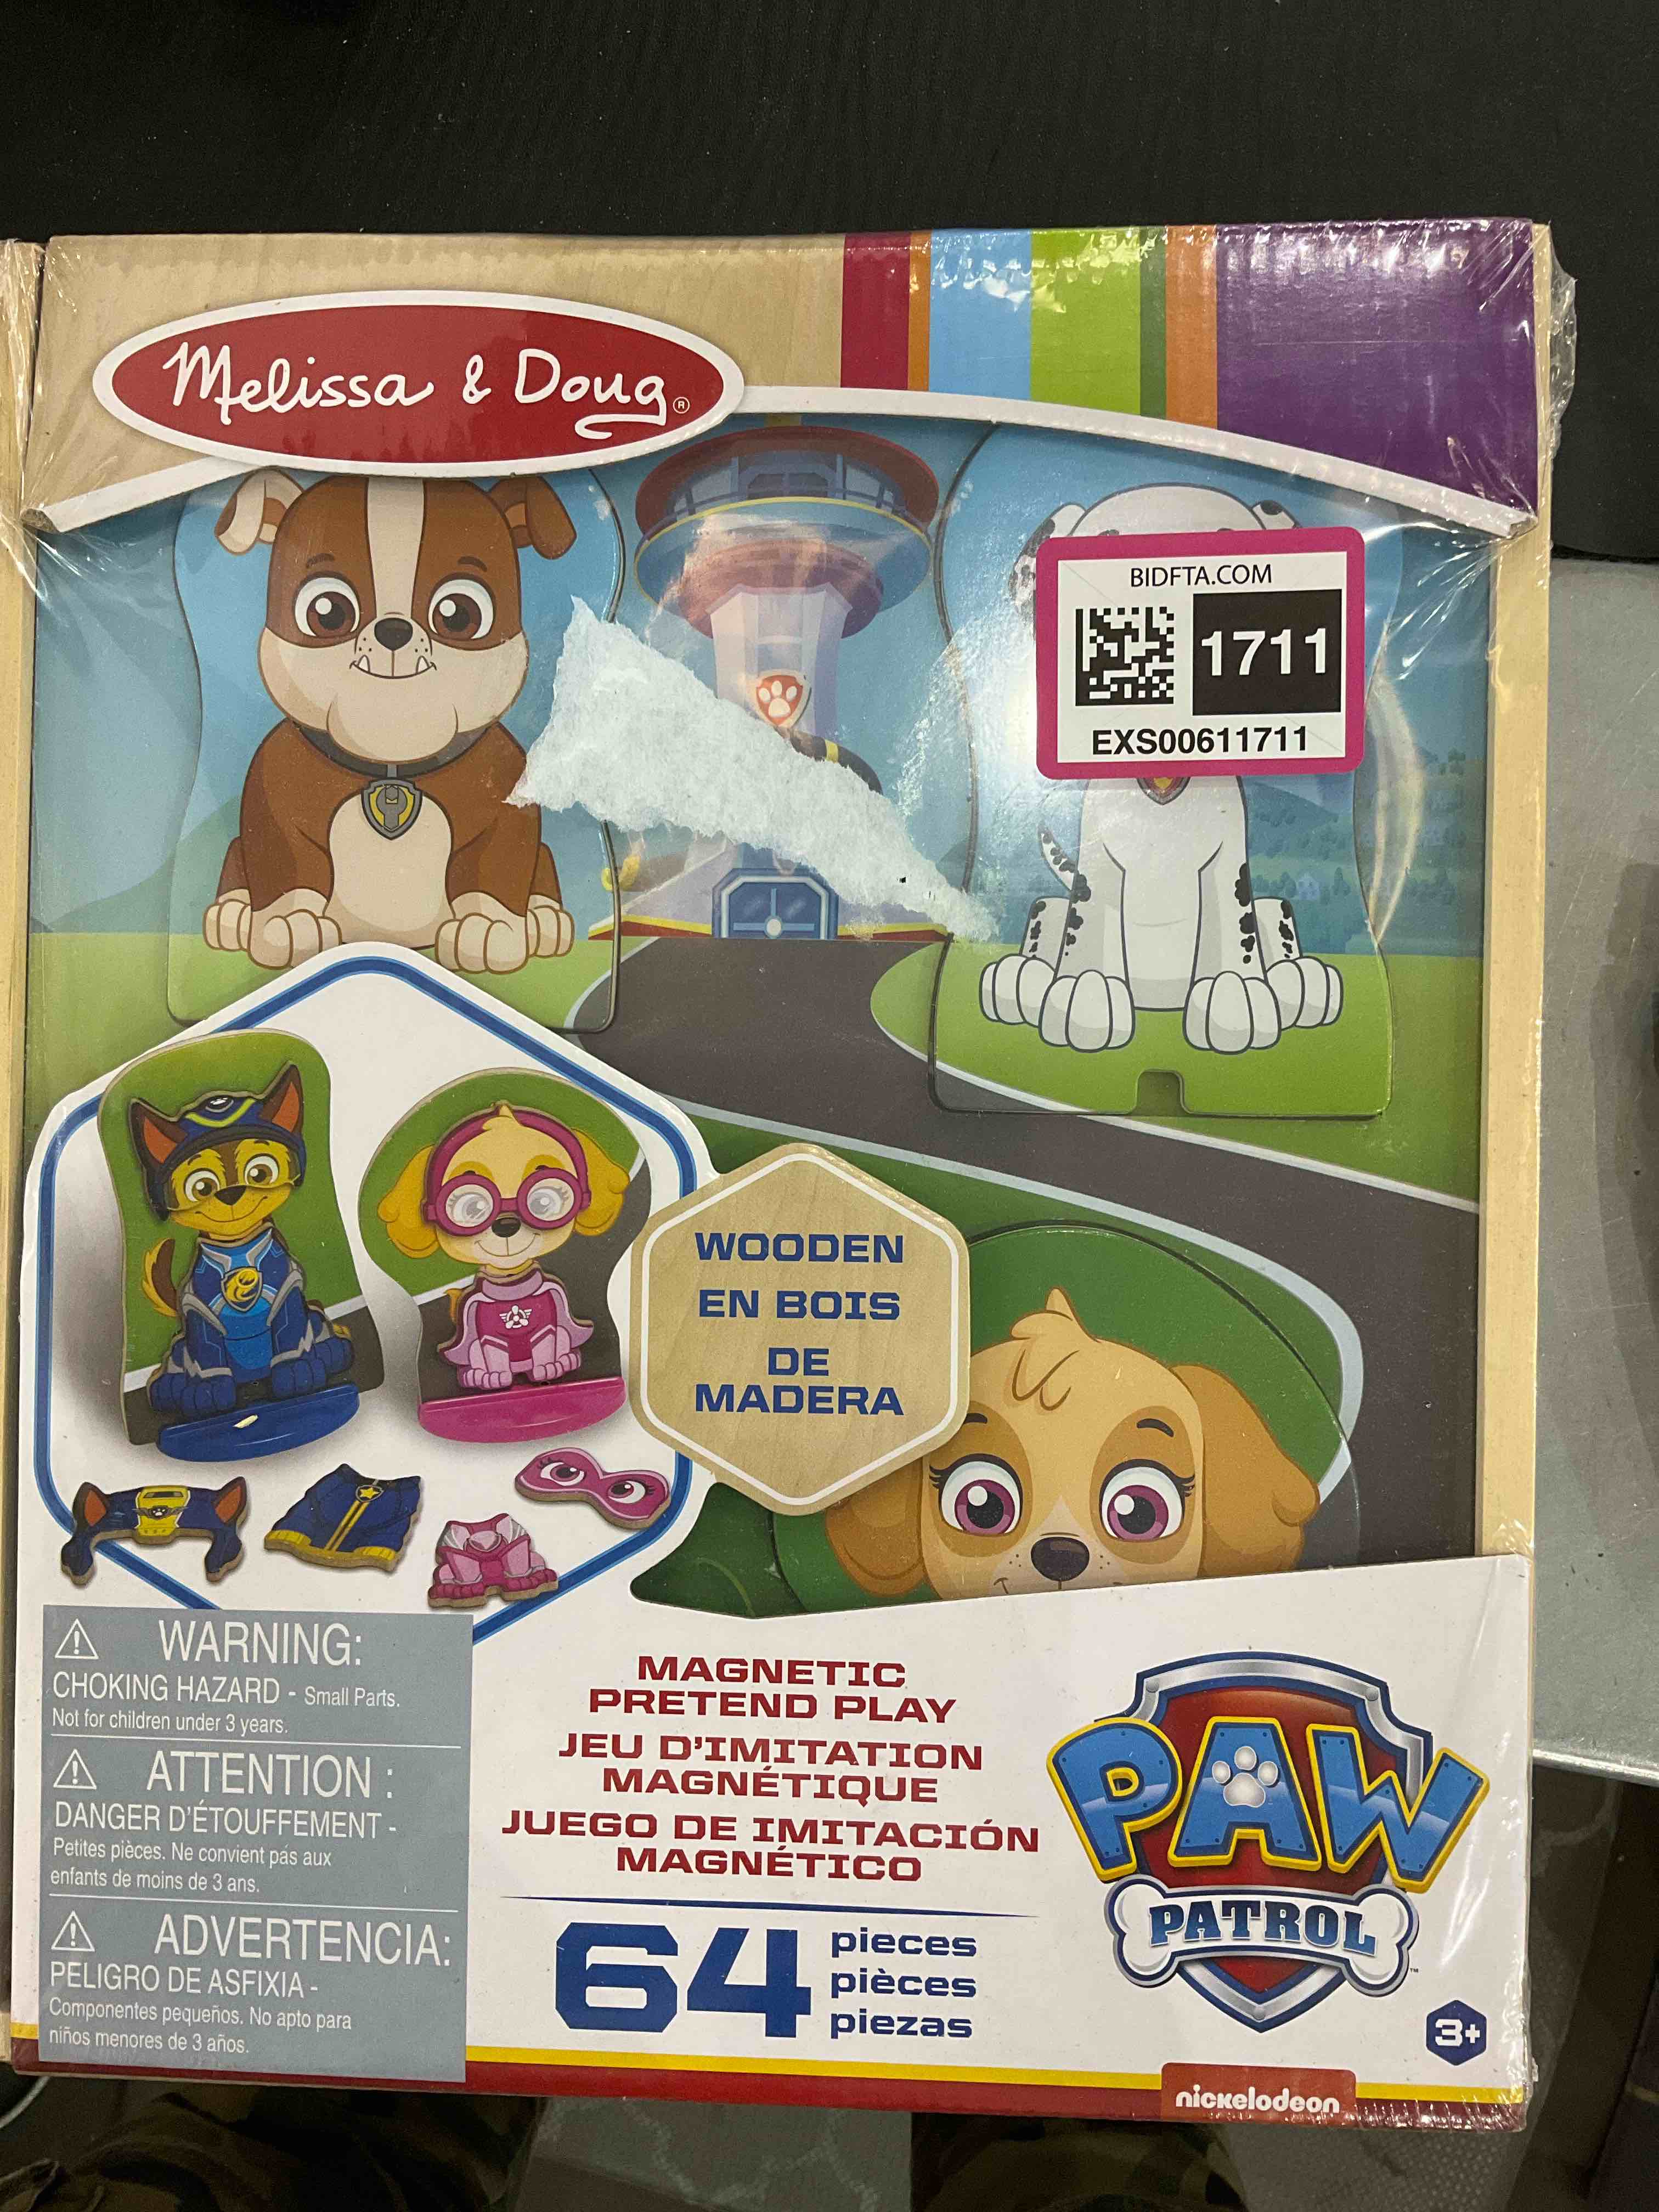 Melissa & Doug®
BIDFTA.COM
1711
EXS00611711
WOODEN
EN BOIS
DE
MADERA
WARNING:
CHOKING HAZARD - Small Parts.
Not for children under 3 years.
ATTENTION :
DANGER D'ÉTOUFFEMENT -
Petites pièces. Ne convient pas aux
enfants de moins de 3 ans.
ADVERTENCIA:
PELIGRO DE ASFIXIA -
Componentes pequeños. No apto para
niños menores de 3 años.
MAGNETIC
PRETEND PLAY
JEU D'IMITATION
MAGNÉTIQUE
JUEGO DE IMITACIÓN
MAGNÉTICO
64 pieces
pièces
piezas
PAW
PATROL™
3+
nickelodeon